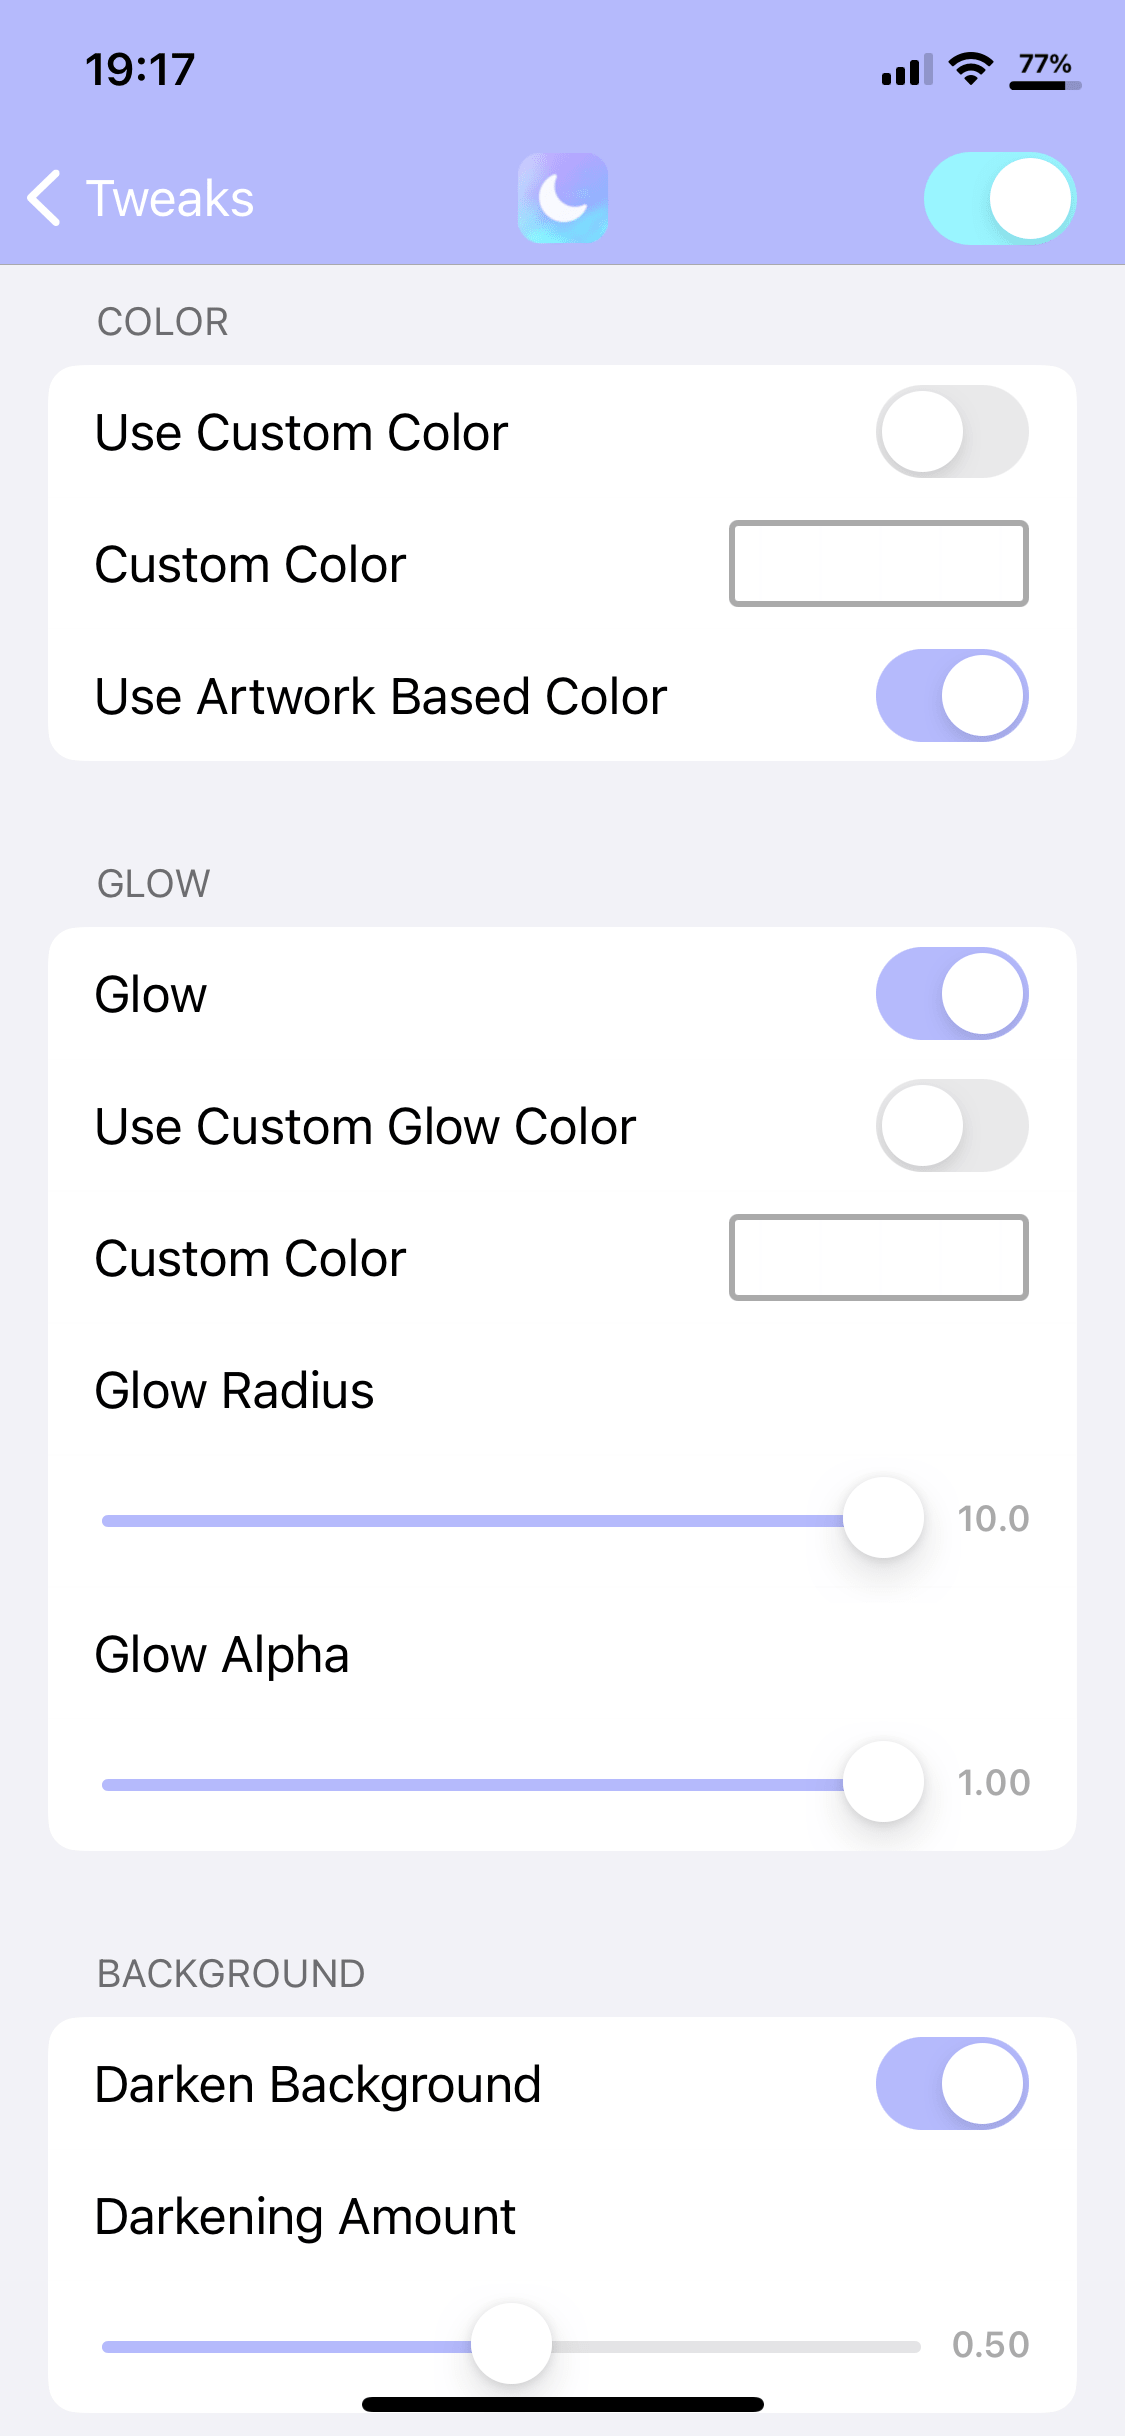 19:17
77%
Tweaks
COLOR
Use Custom Color
Custom Color
Use Artwork Based Color
GLOW
Glow
Use Custom Glow Color
Custom Color
Glow Radius
10.0
Glow Alpha
1.00
BACKGROUND
Darken Background
Darkening Amount
0.50